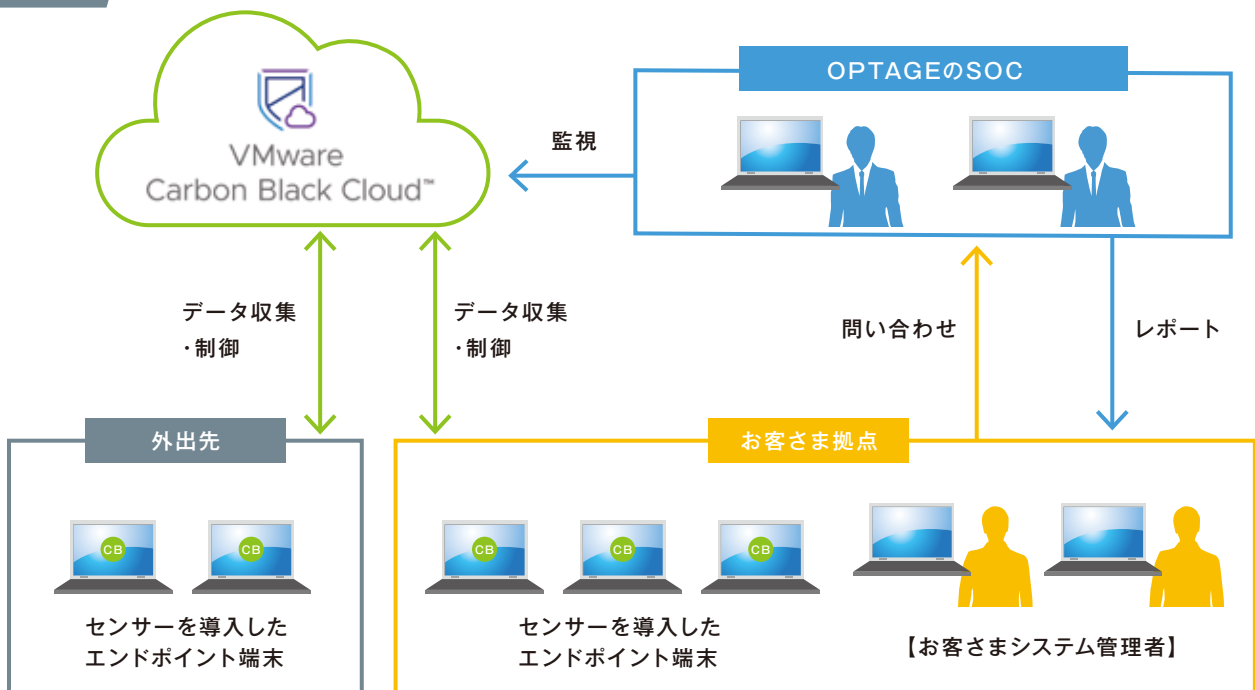 OPTAGEのSOC
VMware
Carbon Black Cloud™
監視
データ収集
・制御
データ収集
・制御
問い合わせ
レポート
外出先
お客さま拠点
CB
CB
CB
CB
CB
センサーを導入した
エンドポイント端末
センサーを導入した
エンドポイント端末
【お客さまシステム管理者】